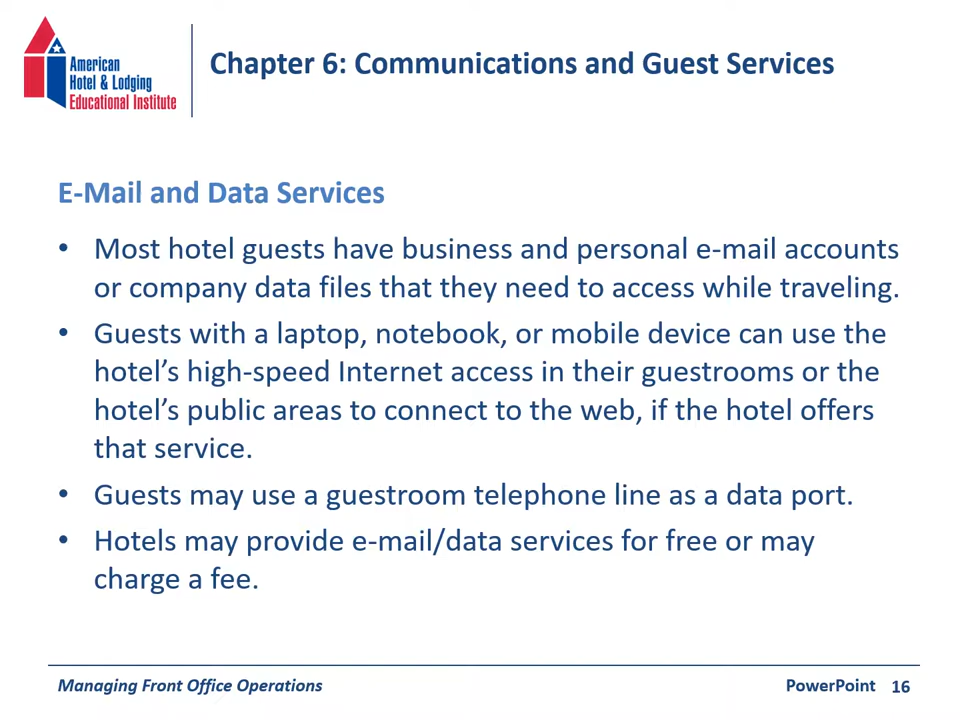 American
Hotel & Lodging
Educational Institute
Chapter 6: Communications and Guest Services
E-Mail and Data Services
• Most hotel guests have business and personal e-mail accounts
or company data files that they need to access while traveling.
• Guests with a laptop, notebook, or mobile device can use the
hotel’s high-speed Internet access in their guestrooms or the
hotel’s public areas to connect to the web, if the hotel offers
that service.
• Guests may use a guestroom telephone line as a data port.
• Hotels may provide e-mail/data services for free or may
charge a fee.
Managing Front Office Operations
PowerPoint 16